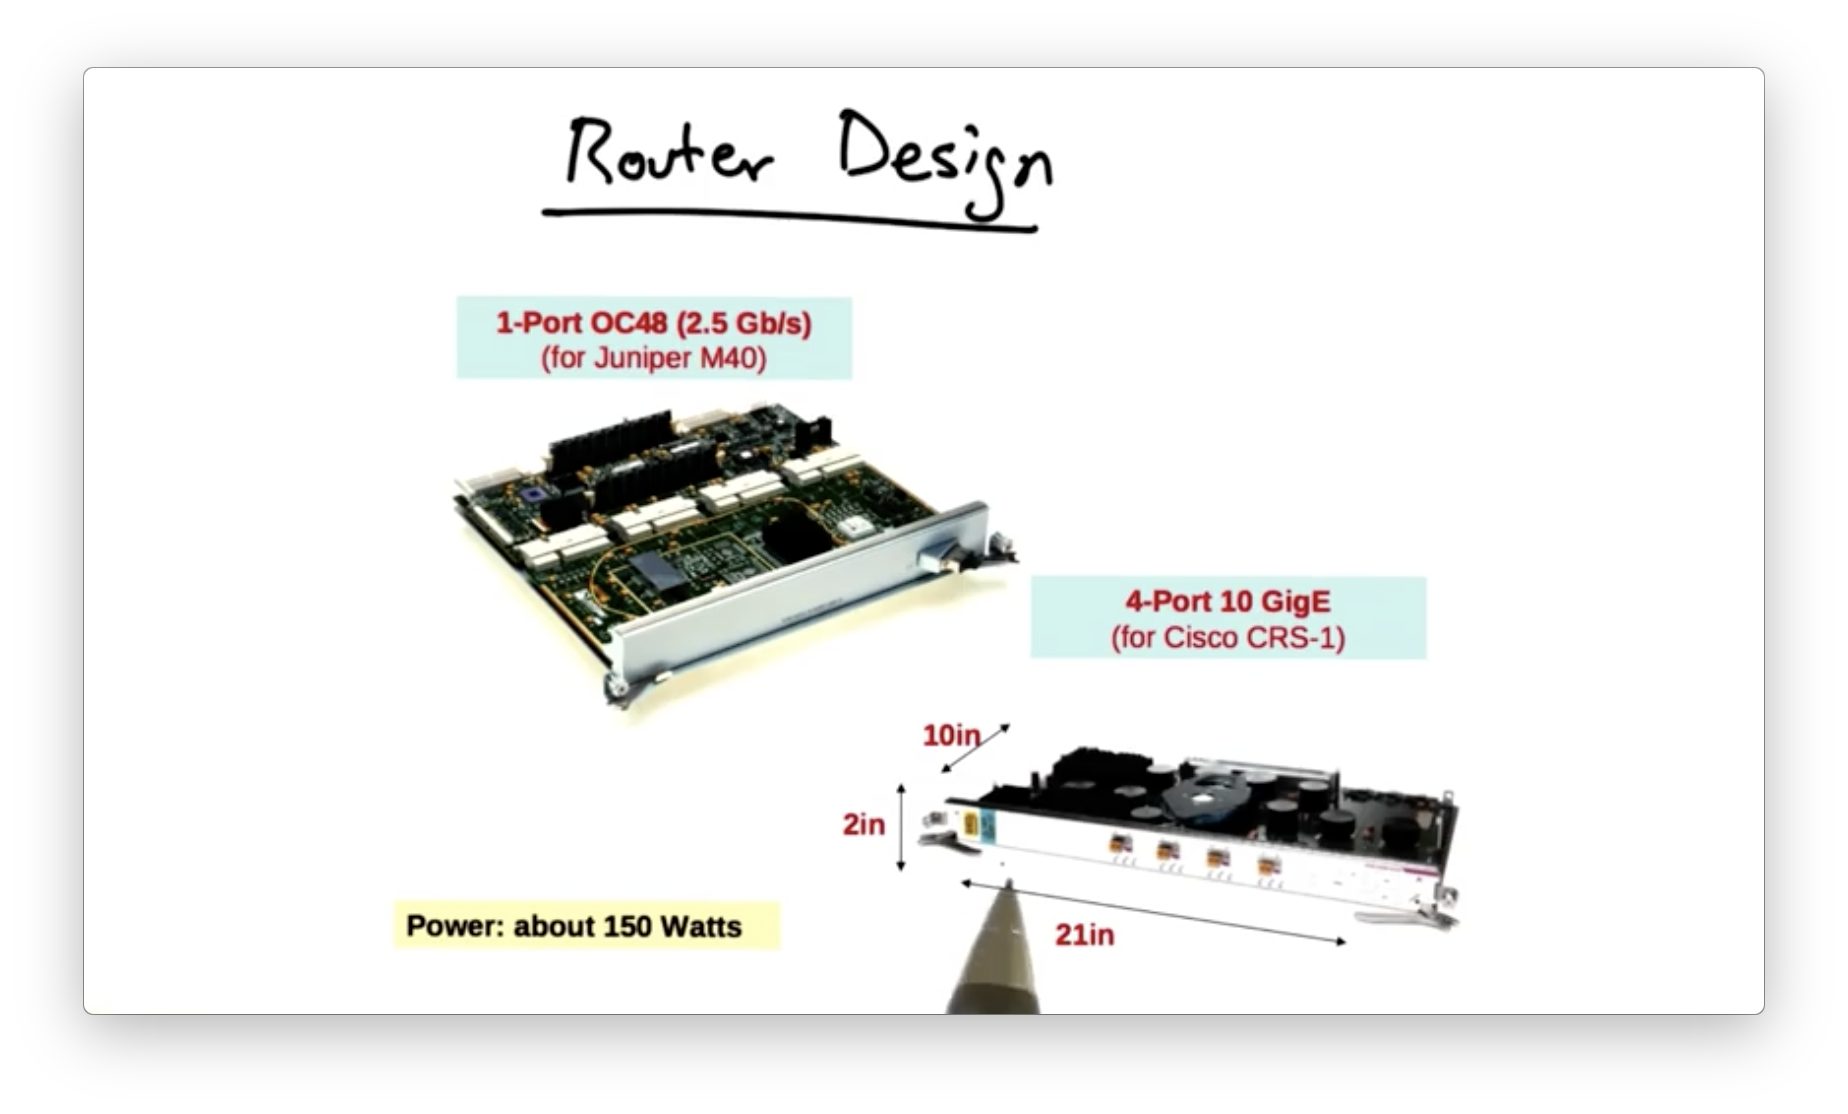 Router Design
1-Port OC48 (2.5 Gb/s)
(for Juniper M40)
4-Port 10 GigE
(for Cisco CRS-1)
10in
2in
21in
Power: about 150 Watts